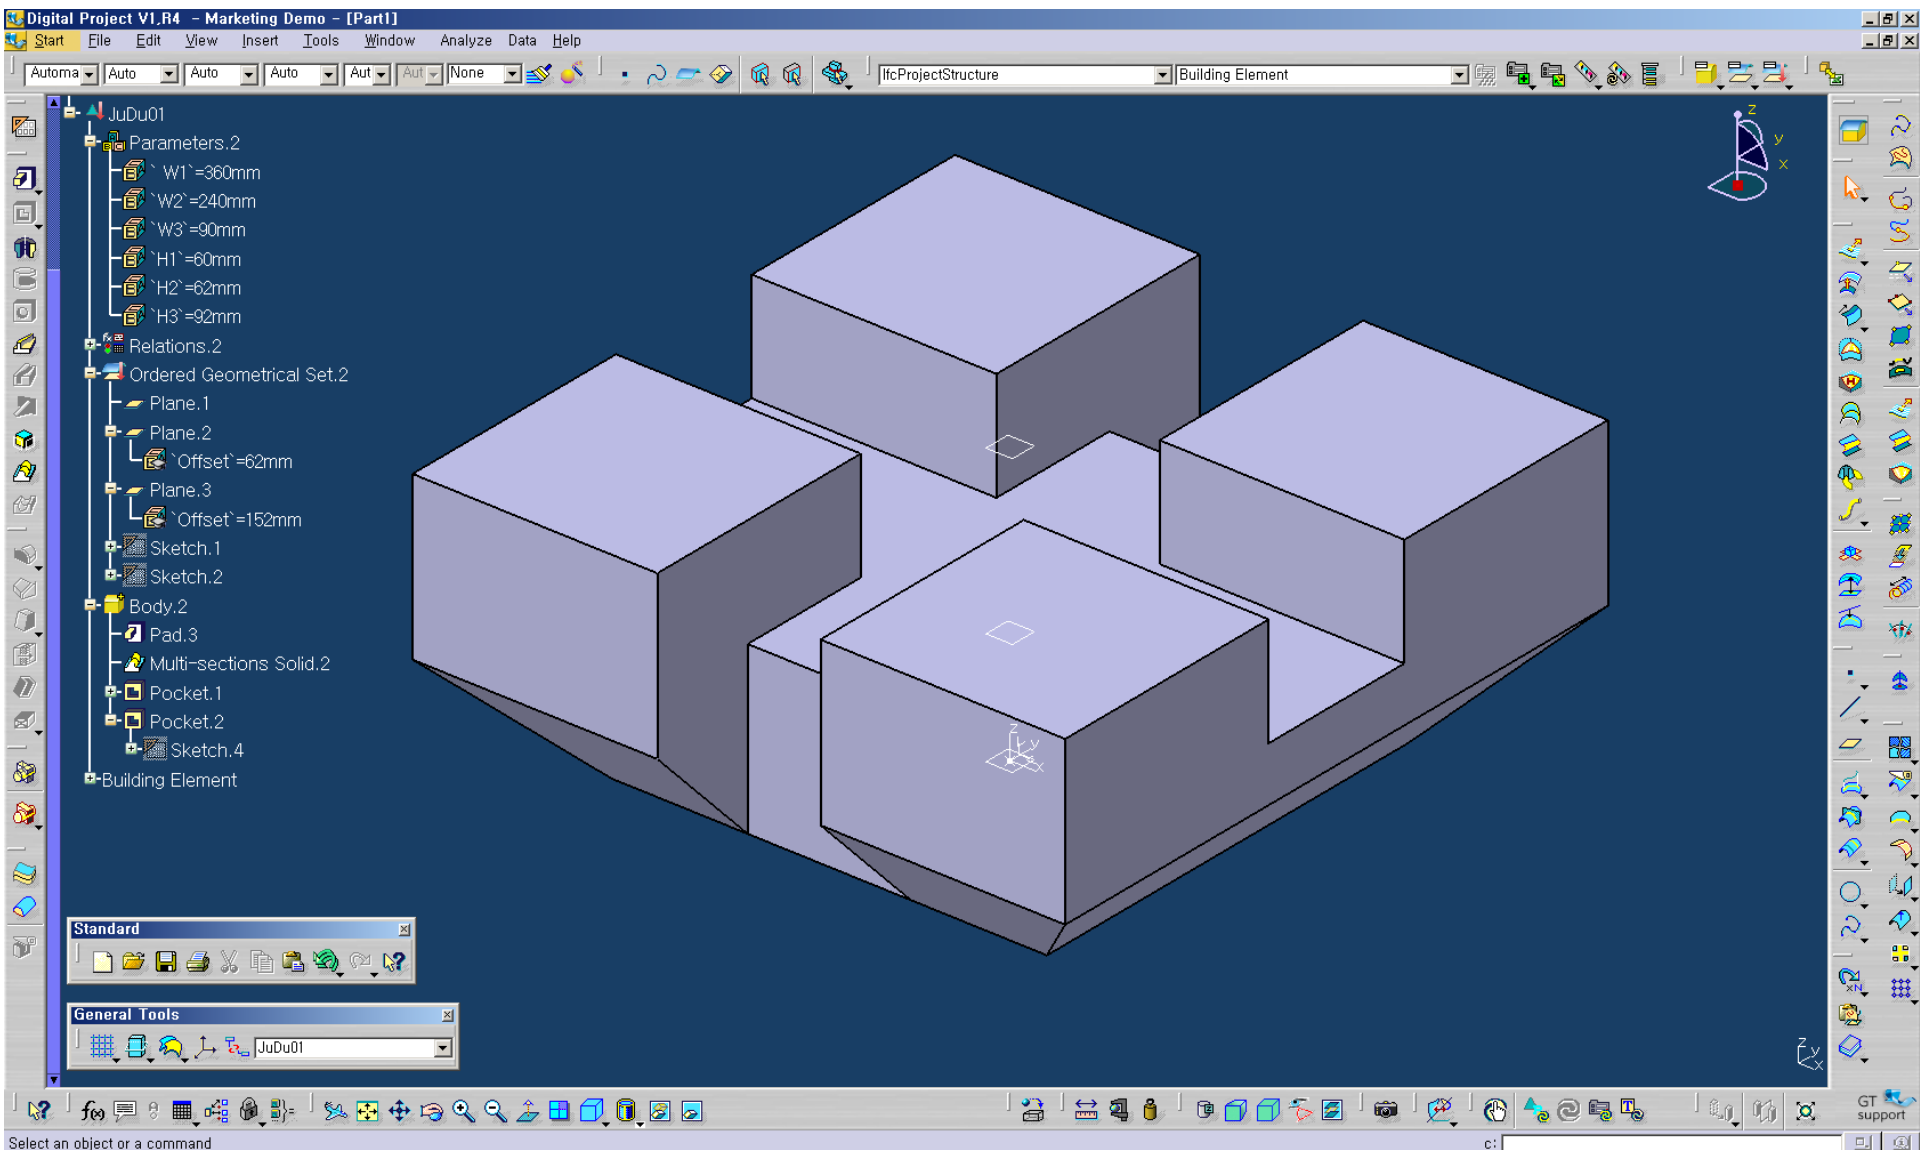 Digital Project V1,R4 - Marketing Demo - [Part1]
Start File Edit View Insert Tools Window Analyze Data Help
Automa Auto Auto Auto Aut Aut None IfcProjectStructure Building Element
JuDu01
Parameters.2
` W1`=360mm
`W2`=240mm
`W3`=90mm
`H1`=60mm
`H2`=62mm
`H3`=92mm
Relations.2
Ordered Geometrical Set.2
Plane.1
Plane.2
`Offset`=62mm
Plane.3
`Offset`=152mm
Sketch.1
Sketch.2
Body.2
Pad.3
Multi-sections Solid.2
Pocket.1
Pocket.2
Sketch.4
Building Element
z
y
x
z
y
x
Standard
General Tools
JuDu01
z
y
x
f(x)
GT
support
Select an object or a command
c: